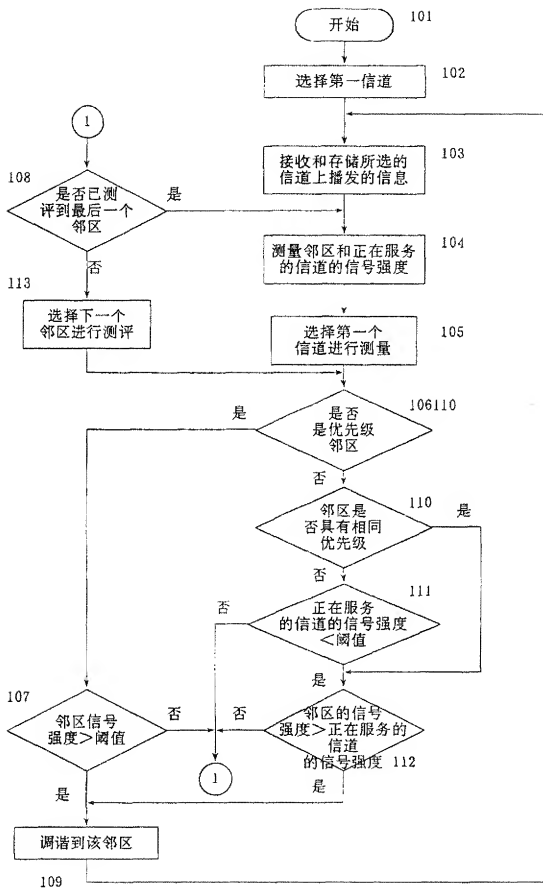 开始
101
选择第一信道
102
1
接收和存储所选的
信道上播发的信息
103
108
是否已测
评到最后一个
邻区
是
测量邻区和正在服务
的信道的信号强度
104
否
113
选择下一个
邻区进行测评
选择第一个
信道进行测量
105
是否
是优先级
邻区
106110
是
否
邻区是
否具有相同
优先级
110
是
否
正在服务
的信道的信号强度
＜阈值
111
否
是
107
邻区信号
强度＞阈值
否
否
邻区的信号
强度＞正在服务的
信道
的信号强度 112
1
是
是
调谐到该邻区
109